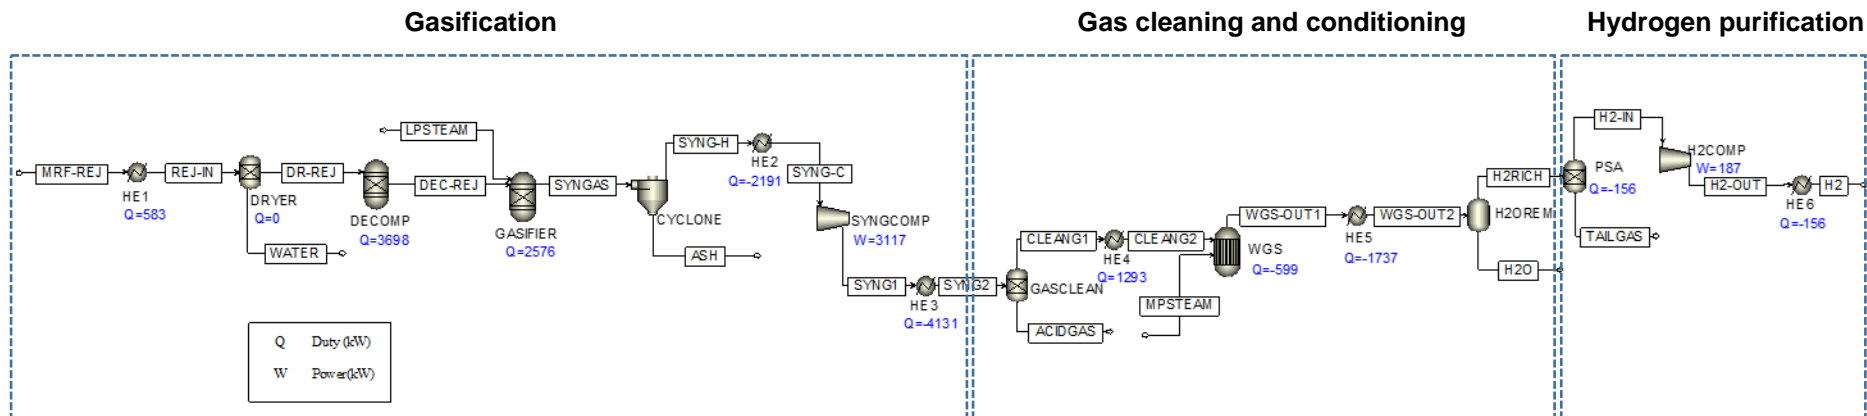 Gasification
Gas cleaning and conditioning
Hydrogen purification
MRF-REJ
HE1
Q=583
REJ-IN
DRYER
Q=0
WATER
DR-REJ
DECOMP
Q=3698
LPSTEAM
DEC-REJ
GASIFIER
Q=2576
SYNGAS
CYCLONE
ASH
SYNG-H
HE2
Q=-2191
SYNG-C
SYNGCOMP
W=3117
SYNG1
HE3
Q=-4131
SYNG2
GASCLEAN
ACIDGAS
CLEANG1
HE4
Q=1293
CLEANG2
MPSTEAM
WGS
Q=-599
WGS-OUT1
HE5
Q=-1737
WGS-OUT2
H2OREM
H2O
H2RICH
PSA
Q=-156
TAILGAS
H2-IN
H2COMP
W=187
H2-OUT
HE6
Q=-156
H2
Q Duty (kW)
W Power(kW)